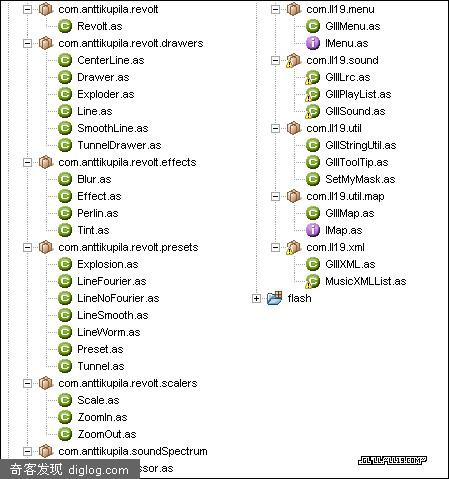 com.anttikupila.revolt
Revolt.as
com.anttikupila.revolt.drawers
CenterLine.as
Drawer.as
Exploder.as
Line.as
SmoothLine.as
TunnelDrawer.as
com.anttikupila.revolt.effects
Blur.as
Effect.as
Perlin.as
Tint.as
com.anttikupila.revolt.presets
Explosion.as
LineFourier.as
LineNoFourier.as
LineSmooth.as
LineWorm.as
Preset.as
Tunnel.as
com.anttikupila.revolt.scalers
Scale.as
ZoomIn.as
ZoomOut.as
com.anttikupila.soundSpectrum
ssor.as
奇客发现 diglog.com
com.ll19.menu
GlllMenu.as
IMenu.as
com.ll19.sound
GlllLrc.as
GlllPlayList.as
GlllSound.as
com.ll19.util
GlllStringUtil.as
GlllToolTip.as
SetMyMask.as
com.ll19.util.map
GlllMap.as
IMap.as
com.ll19.xml
GlllXML.as
MusicXMLList.as
flash